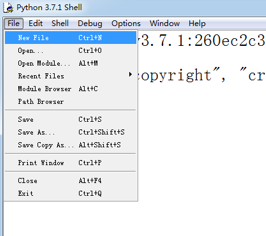 Python 3.7.1 Shell
File Edit Shell Debug Options Window Help
New File Ctrl+N
v3.7.1:260ec2c3
Open... Ctrl+O
Open Module... Alt+M
Recent Files
copyright", "cr
Module Browser Alt+C
Path Browser
Save Ctrl+S
Save As... Ctrl+Shift+S
Save Copy As... Alt+Shift+S
Print Window Ctrl+P
Close Alt+F4
Exit Ctrl+Q